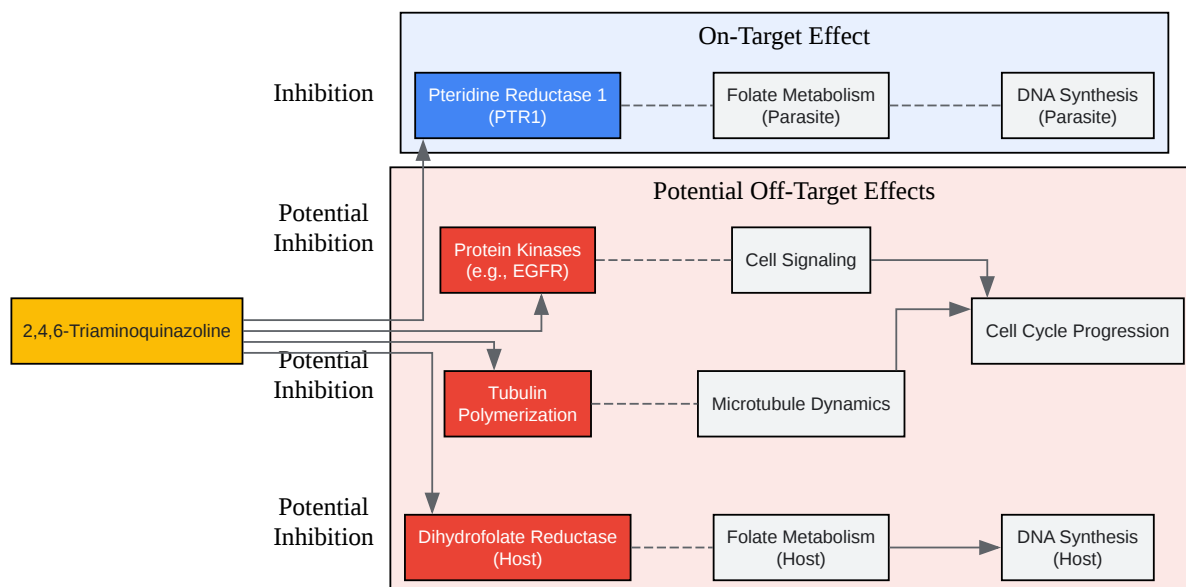 On-Target Effect
Inhibition
Pteridine Reductase 1
(PTR1)
Folate Metabolism
(Parasite)
DNA Synthesis
(Parasite)
Potential Off-Target Effects
Potential
Inhibition
Protein Kinases
(e.g., EGFR)
Cell Signaling
2,4,6-Triaminoquinazoline
Cell Cycle Progression
Potential
Inhibition
Tubulin
Polymerization
Microtubule Dynamics
Potential
Inhibition
Dihydrofolate Reductase
(Host)
Folate Metabolism
(Host)
DNA Synthesis
(Host)